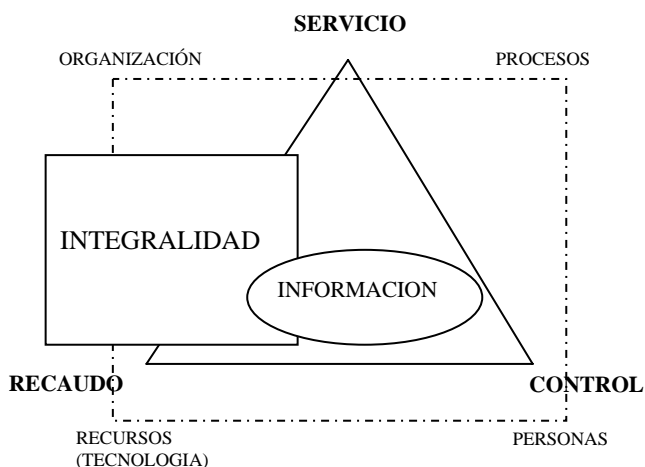 SERVICIO
ORGANIZACIÓN
PROCESOS
INTEGRALIDAD
INFORMACION
RECAUDO
CONTROL
RECURSOS
(TECNOLOGIA)
PERSONAS